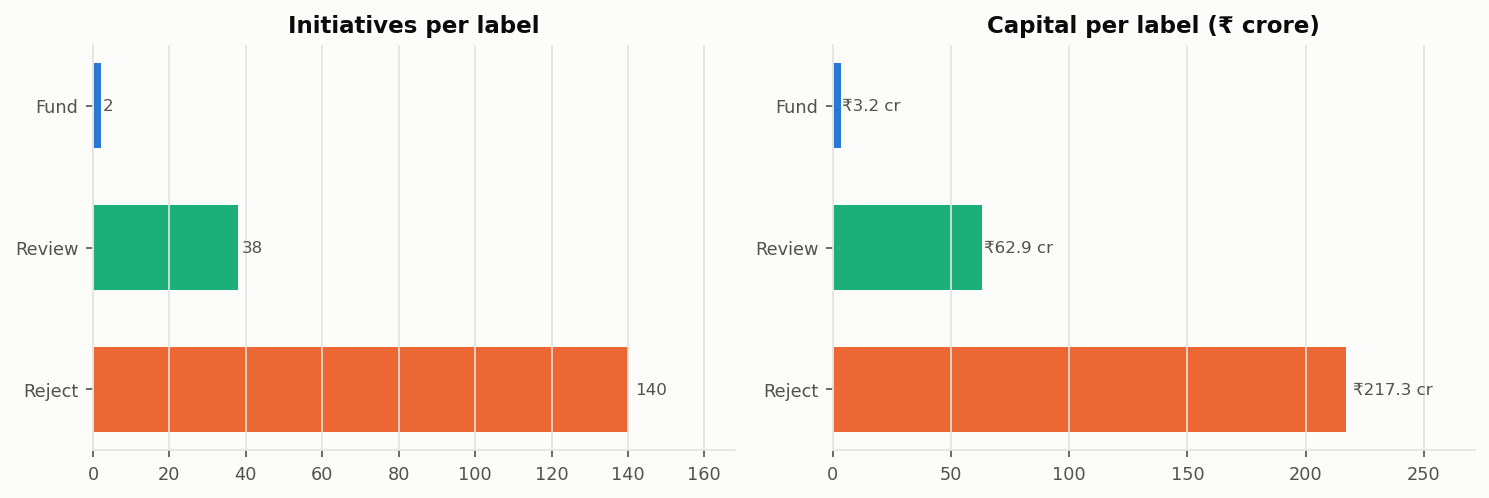 Initiatives per label
Fund
2
Review
38
Reject
140
0 20 40 60 80 100 120 140 160
Capital per label (₹ crore)
Fund
₹3.2 cr
Review
₹62.9 cr
Reject
₹217.3 cr
0 50 100 150 200 250